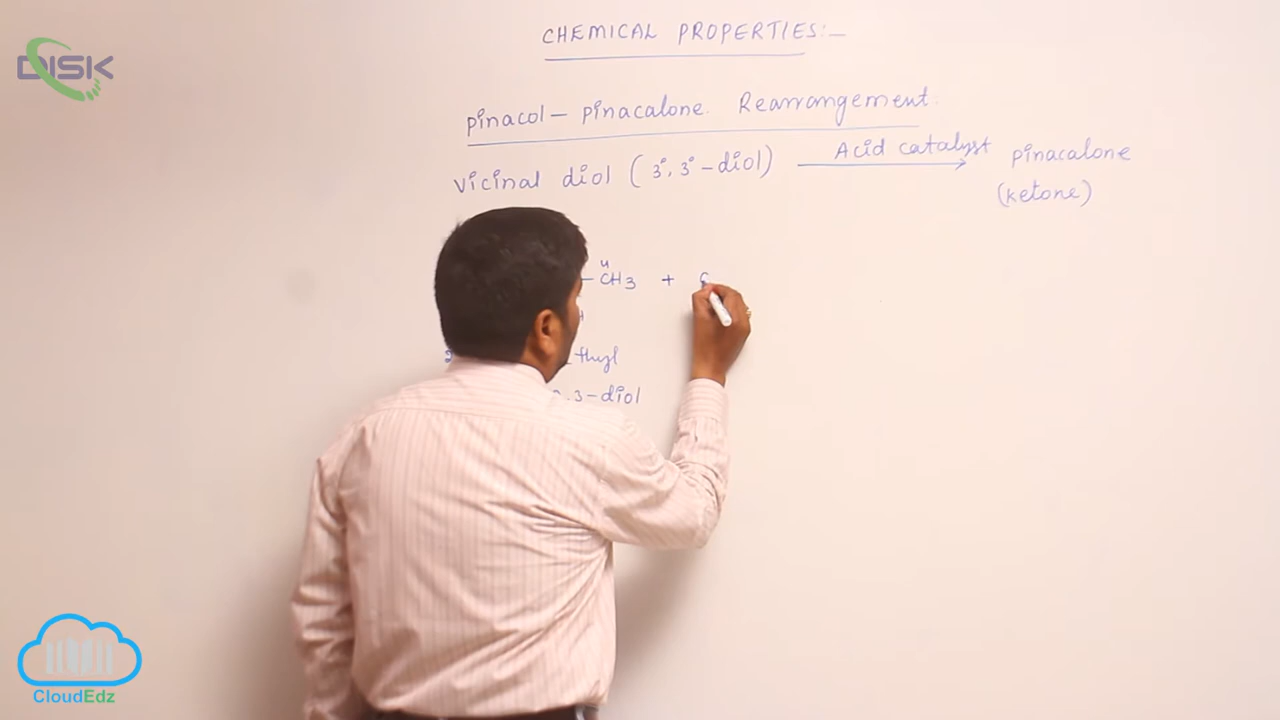 DISK
CHEMICAL PROPERTIES:-
pinacol - pinacalone. Rearrangement.
vicinal diol (3°, 3° - diol) Acid catalyst pinacalone
(ketone)
4
- CH3 +
thyl
3-diol
CloudEdz